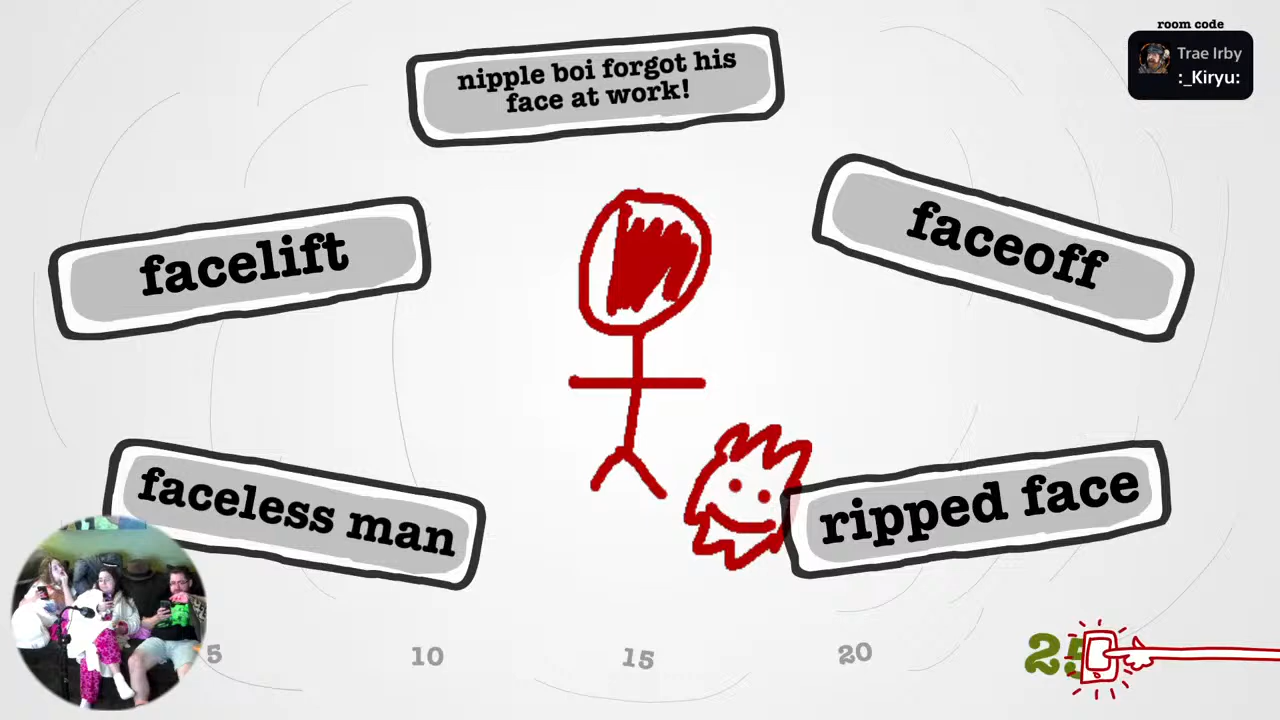 room code
Trae Irby
:_Kiryu:
nipple boi forgot his
face at work!
facelift
faceoff
faceless man
ripped face
5
10
15
20
25